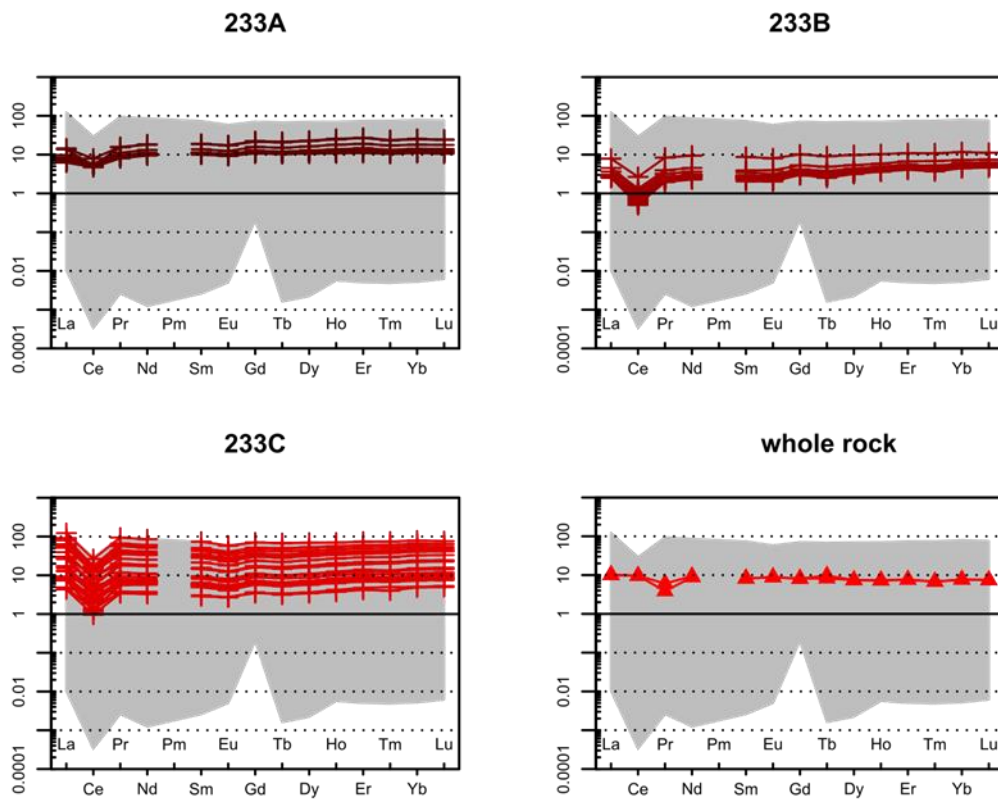 233A
233B
100
10
1
0.01
0.0001
La Pr Pm Eu Tb Ho Tm Lu
Ce Nd Sm Gd Dy Er Yb
100
10
1
0.01
0.0001
La Pr Pm Eu Tb Ho Tm Lu
Ce Nd Sm Gd Dy Er Yb
233C
whole rock
100
10
1
0.01
0.0001
La Pr Pm Eu Tb Ho Tm Lu
Ce Nd Sm Gd Dy Er Yb
100
10
1
0.01
0.0001
La Pr Pm Eu Tb Ho Tm Lu
Ce Nd Sm Gd Dy Er Yb